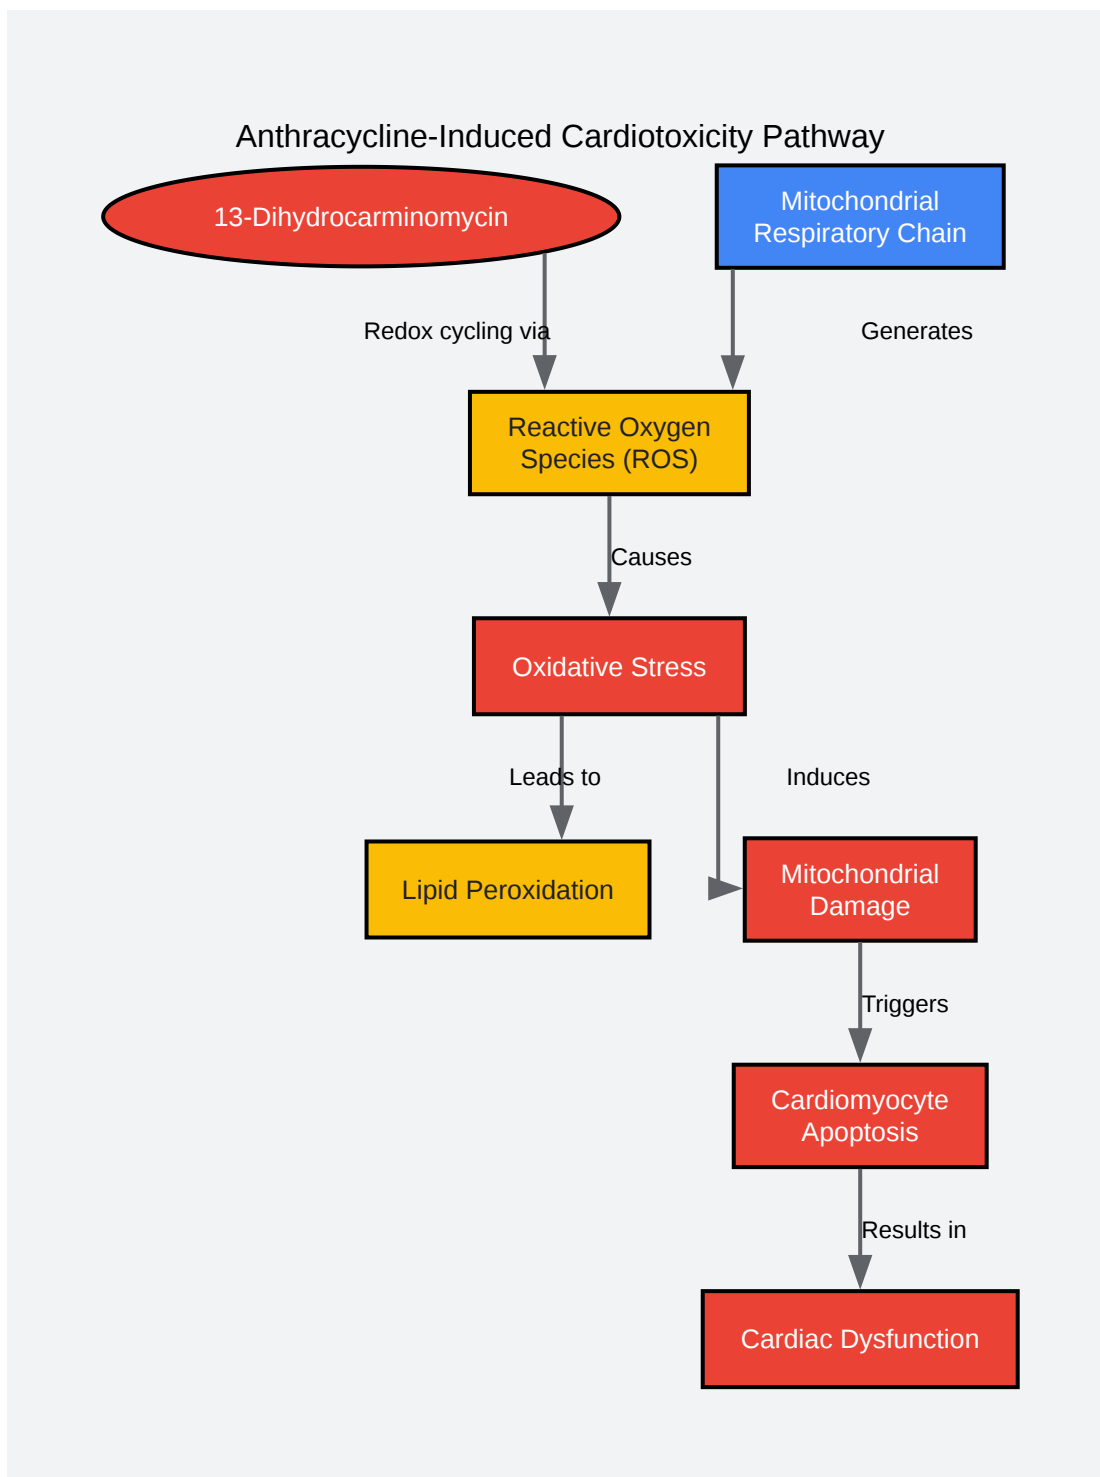 Anthracycline-Induced Cardiotoxicity Pathway
13-Dihydrocarminomycin
Mitochondrial
Respiratory Chain
Redox cycling via
Generates
Reactive Oxygen
Species (ROS)
Causes
Oxidative Stress
Leads to
Induces
Lipid Peroxidation
Mitochondrial
Damage
Triggers
Cardiomyocyte
Apoptosis
Results in
Cardiac Dysfunction